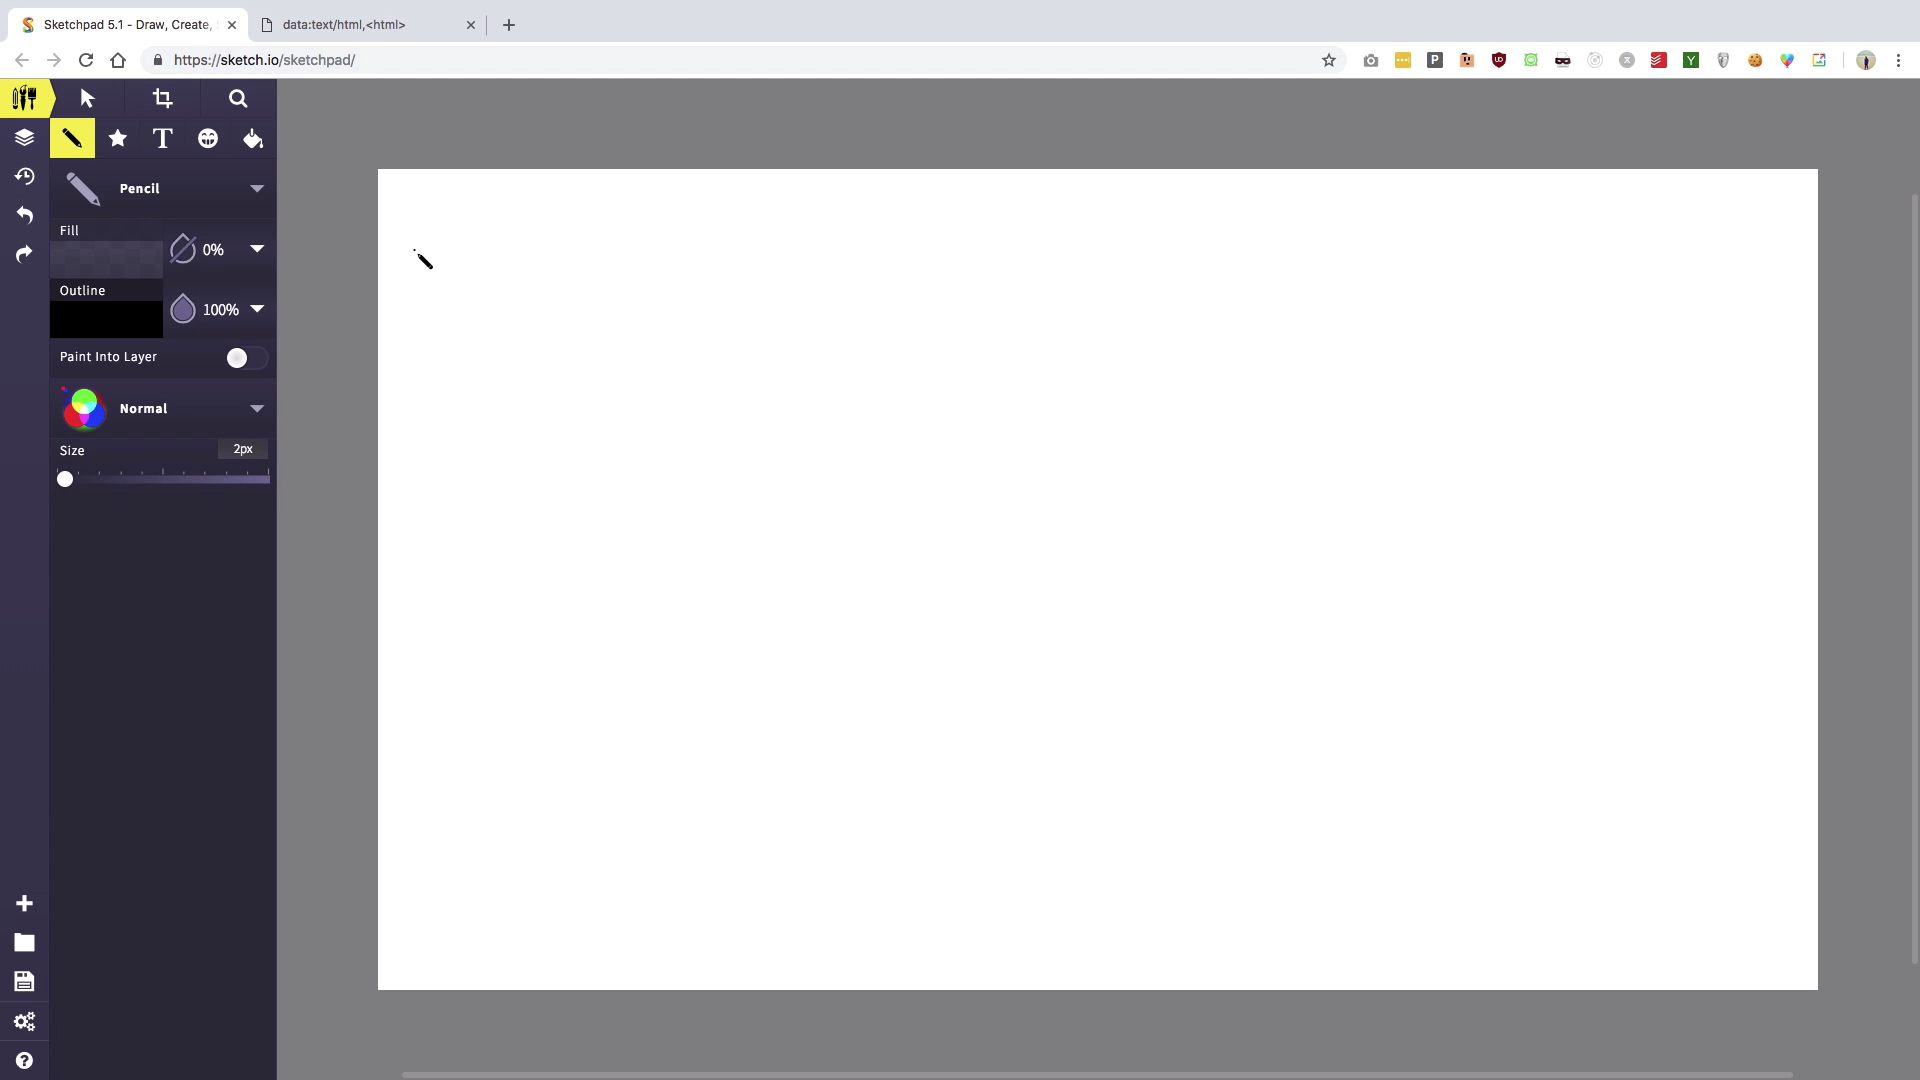 Sketchpad 5.1 - Draw, Create,
data:text/html,<html>
https://sketch.io/sketchpad/
Pencil
Fill
0%
Outline
100%
Paint Into Layer
Normal
Size
2px